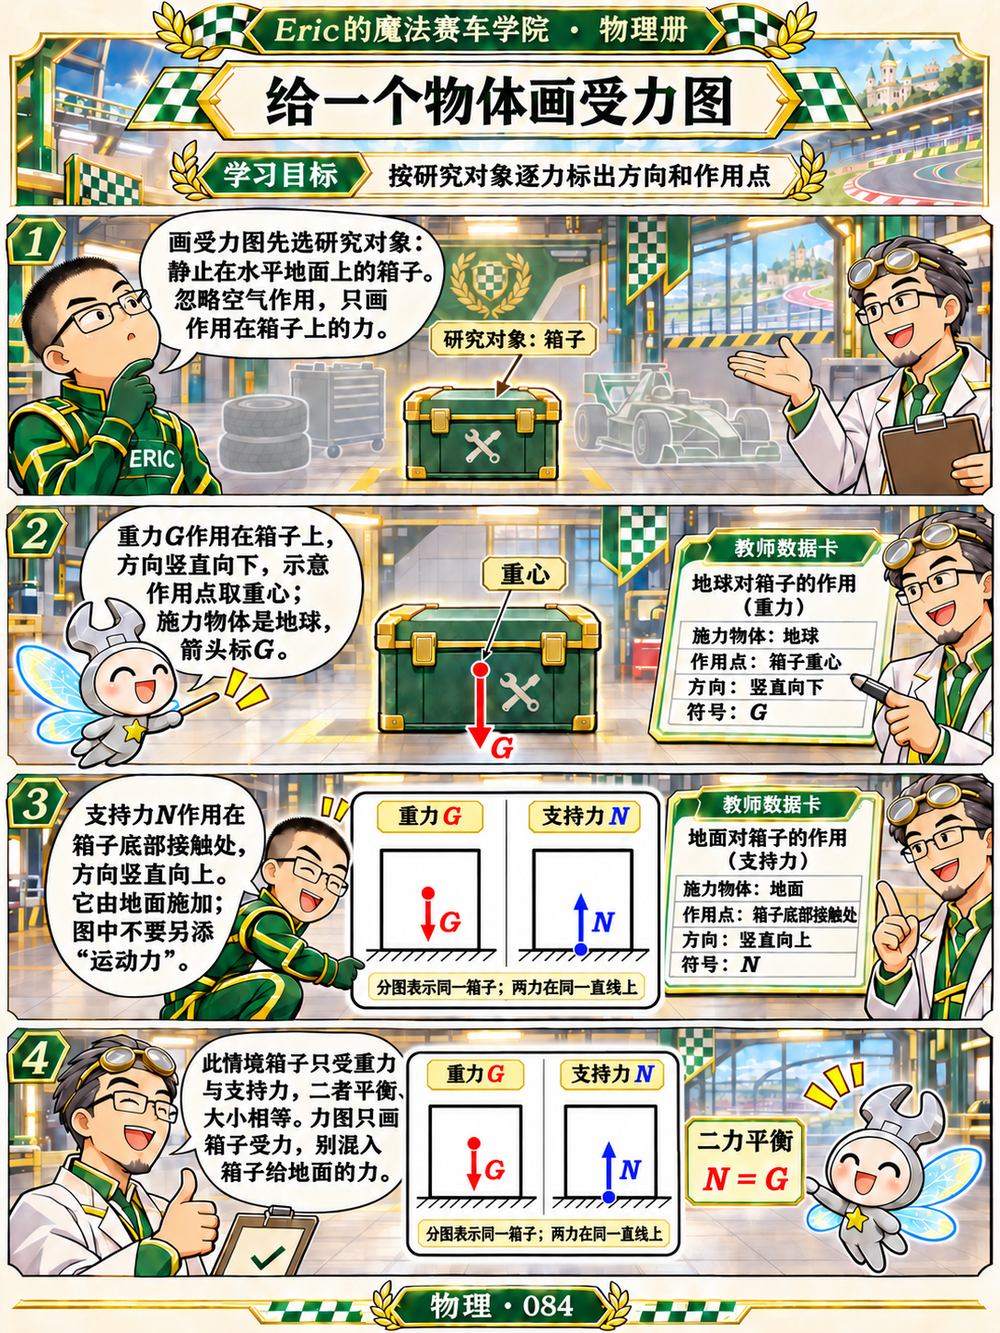 Eric的魔法赛车学院 · 物理册
给一个物体画受力图
学习目标
按研究对象逐力标出方向和作用点
1
画受力图先选研究对象：
静止在水平地面上的箱子。
忽略空气作用，只画
作用在箱子上的力。
研究对象：箱子
ERIC
2
重力G作用在箱子上，
方向竖直向下，示意
作用点取重心；
施力物体是地球，
箭头标G。
重心
G
教师数据卡
地球对箱子的作用
（重力）
施力物体：地球
作用点：箱子重心
方向：竖直向下
符号：G
3
支持力N作用在
箱子底部接触处，
方向竖直向上。
它由地面施加；
图中不要另添
“运动力”。
重力G
支持力N
G
N
分图表示同一箱子；两力在同一直线上
教师数据卡
地面对箱子的作用
（支持力）
施力物体：地面
作用点：箱子底部接触处
方向：竖直向上
符号：N
4
此情境箱子只受重力
与支持力，二者平衡、
大小相等。力图只画
箱子受力，别混入
箱子给地面的力。
重力G
支持力N
G
N
分图表示同一箱子；两力在同一直线上
二力平衡
N = G
物理 · 084